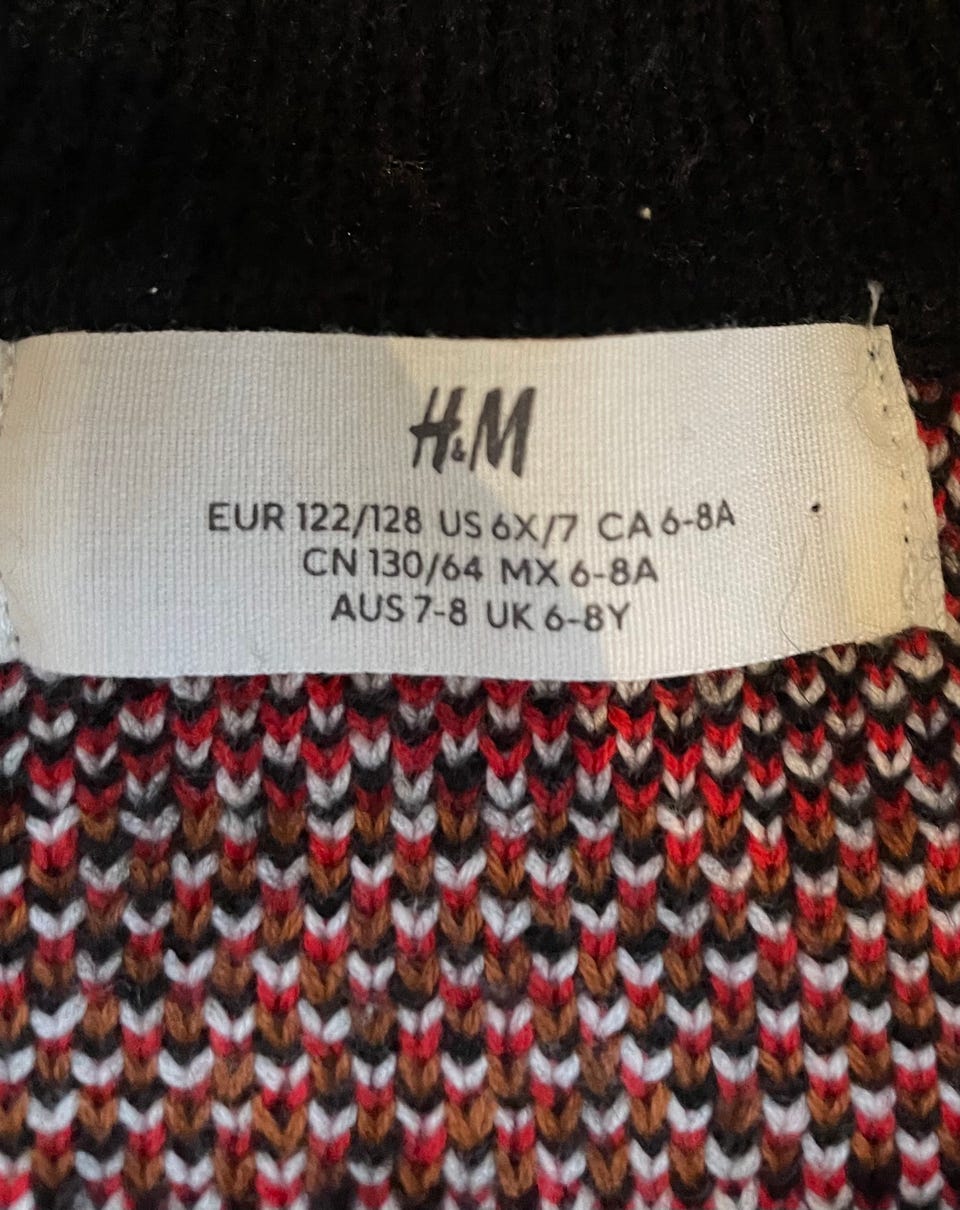 H&M
EUR 122/128 US 6X/7 CA 6-8A
CN 130/64 MX 6-8A
AUS 7-8 UK 6-8Y